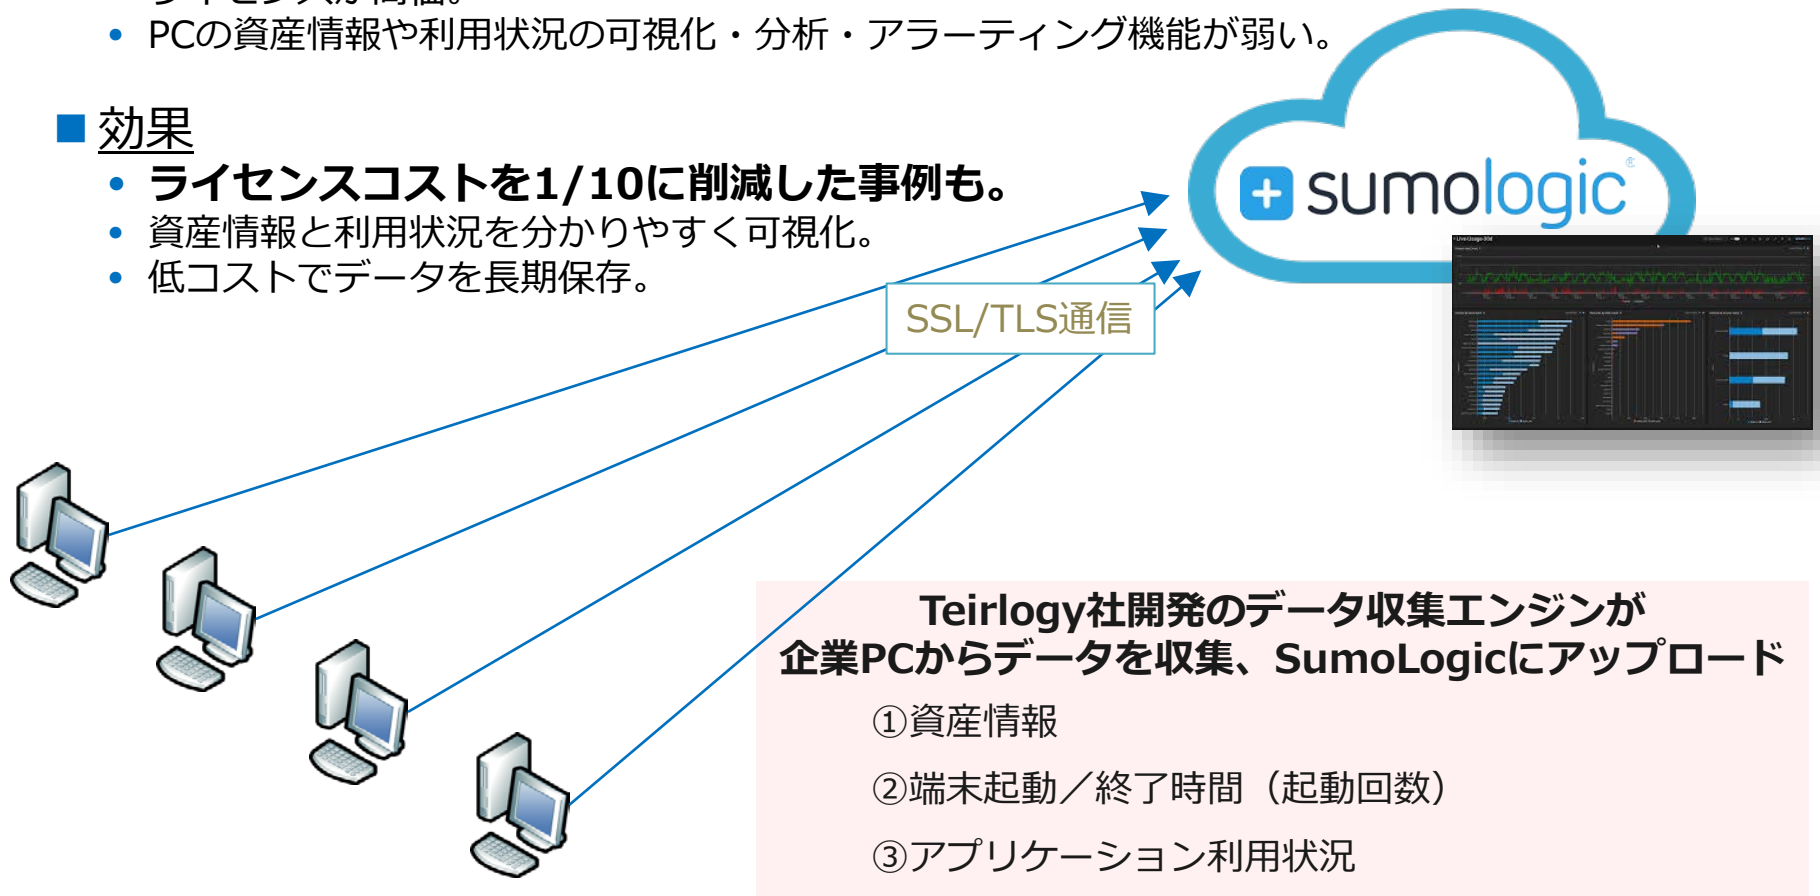 ライセンスが高価。
• PCの資産情報や利用状況の可視化・分析・アラーティング機能が弱い。
■ 効果
• ライセンスコストを1/10に削減した事例も。
• 資産情報と利用状況を分かりやすく可視化。
• 低コストでデータを長期保存。
sumologic®
SSL/TLS通信
Teirlogy社開発のデータ収集エンジンが
企業PCからデータを収集、SumoLogicにアップロード
①資産情報
②端末起動／終了時間（起動回数）
③アプリケーション利用状況